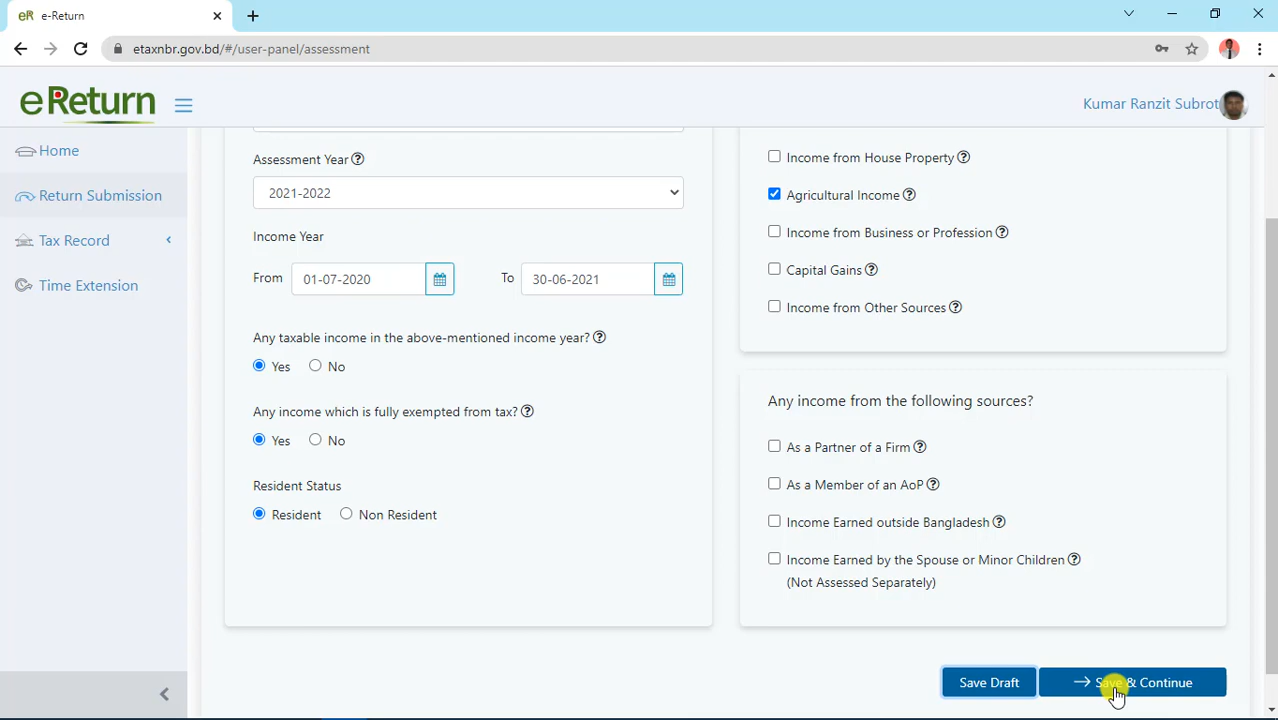 eR e-Return
etaxnbr.gov.bd/#/user-panel/assessment
eReturn
Kumar Ranzit Subrot
Home
Return Submission
Tax Record
Time Extension
Assessment Year
2021-2022
Income Year
From 01-07-2020 To 30-06-2021
Any taxable income in the above-mentioned income year?
Yes No
Any income which is fully exempted from tax?
Yes No
Resident Status
Resident Non Resident
Income from House Property
Agricultural Income
Income from Business or Profession
Capital Gains
Income from Other Sources
Any income from the following sources?
As a Partner of a Firm
As a Member of an AoP
Income Earned outside Bangladesh
Income Earned by the Spouse or Minor Children
(Not Assessed Separately)
Save Draft
Save & Continue